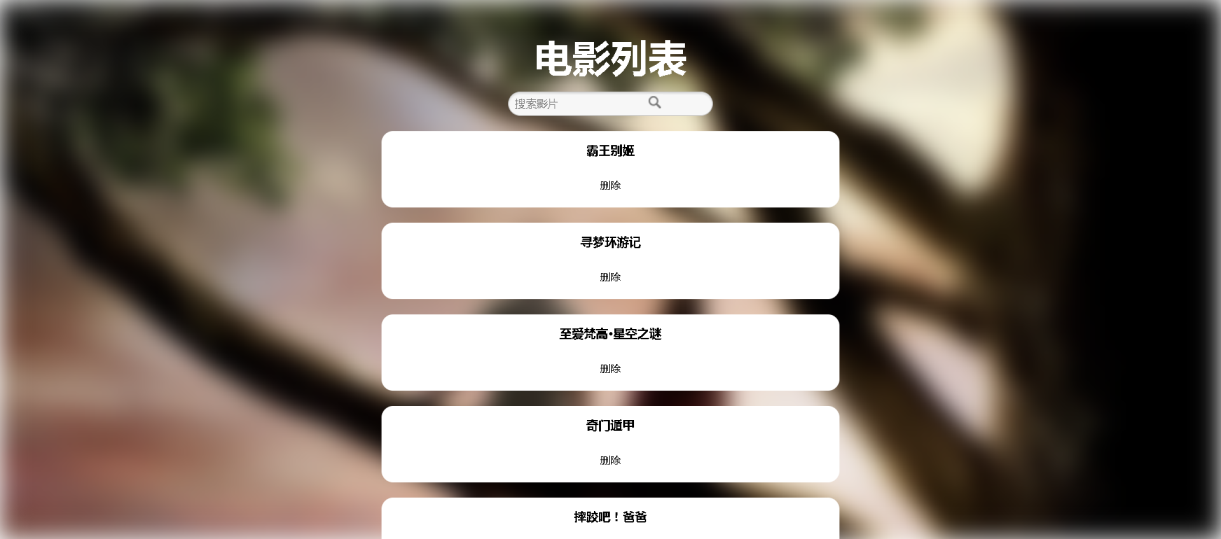 电影列表
搜索影片
霸王别姬
删除
寻梦环游记
删除
至爱梵高·星空之谜
删除
奇门遁甲
删除
摔跤吧！爸爸